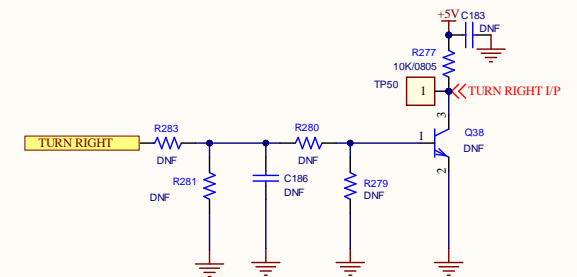 +5V
C183
DNF
R277
10K/0805
TP50
1
TURN RIGHT I/P
3
R283
R280
1
Q38
TURN RIGHT
DNF
DNF
DNF
2
R281
C186
R279
DNF
DNF
DNF